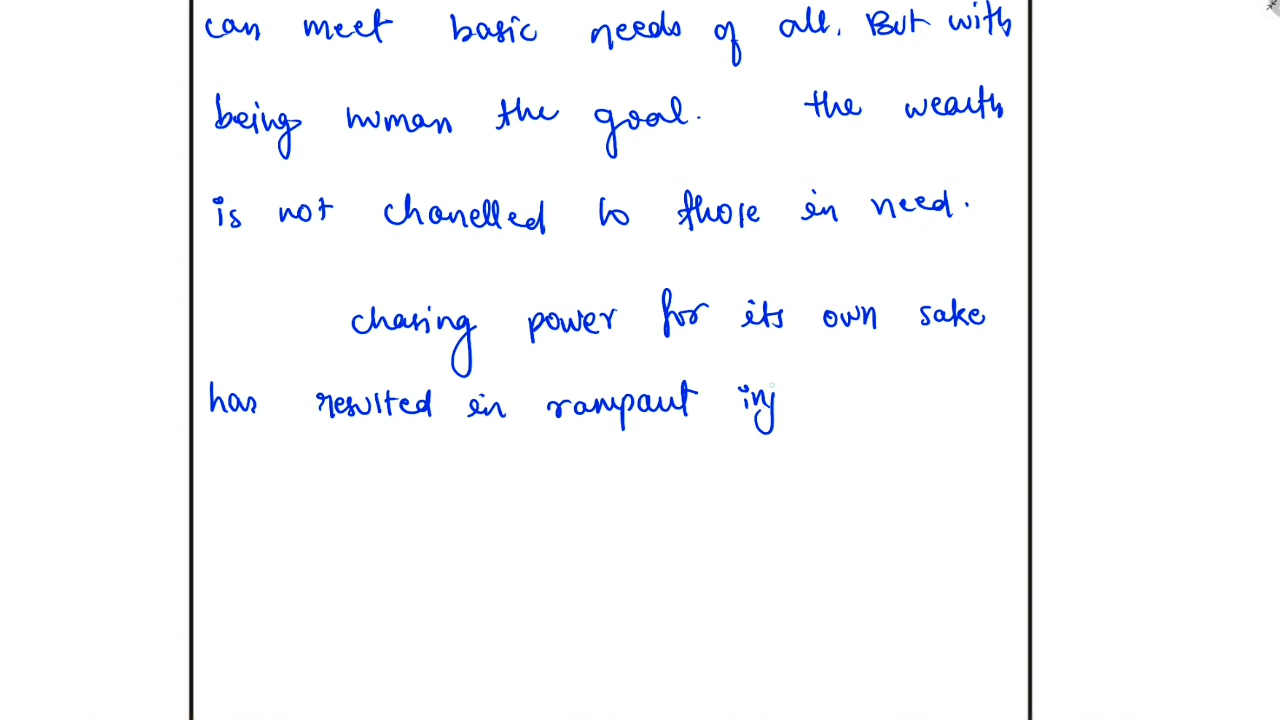 can meet basic needs of all. But with
being human the goal. the wealth
is not chanelled to those in need.
chasing power for its own sake
has resulted in rampant inj